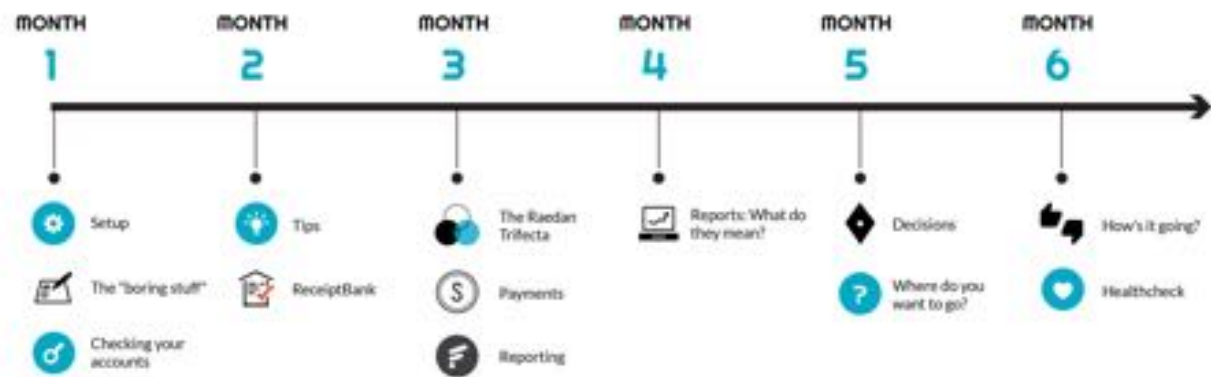 MONTH MONTH MONTH MONTH MONTH MONTH
1 2 3 4 5 6
Setup
The "boring stuff"
Checking your
accounts
Tips
ReceiptBank
The Raedan
Trifecta
Payments
Reporting
Reports: What do
they mean?
Decisions
Where do you
want to go?
How's it going?
Healthcheck